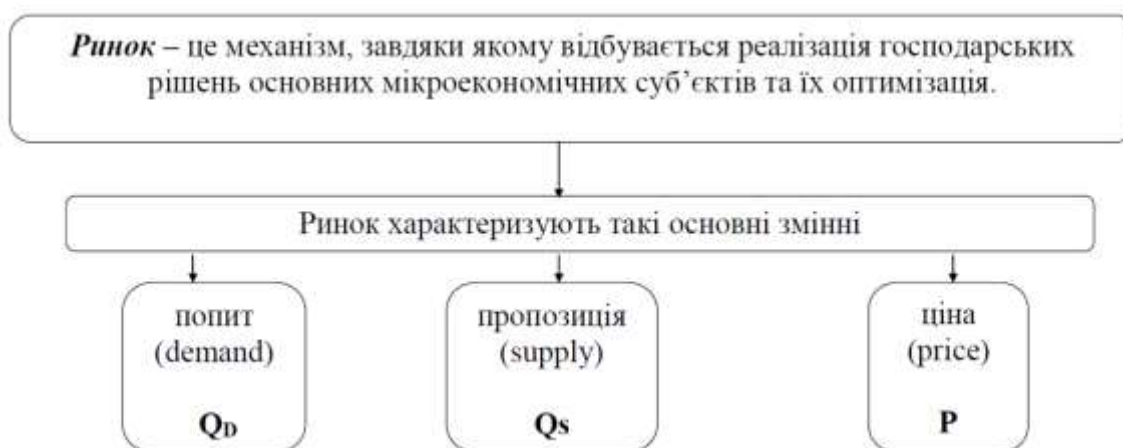 Ринок – це механізм, завдяки якому відбувається реалізація господарських
рішень основних мікроекономічних суб’єктів та їх оптимізація.
Ринок характеризують такі основні змінні
попит
(demand)
QD
пропозиція
(supply)
Qs
ціна
(price)
P